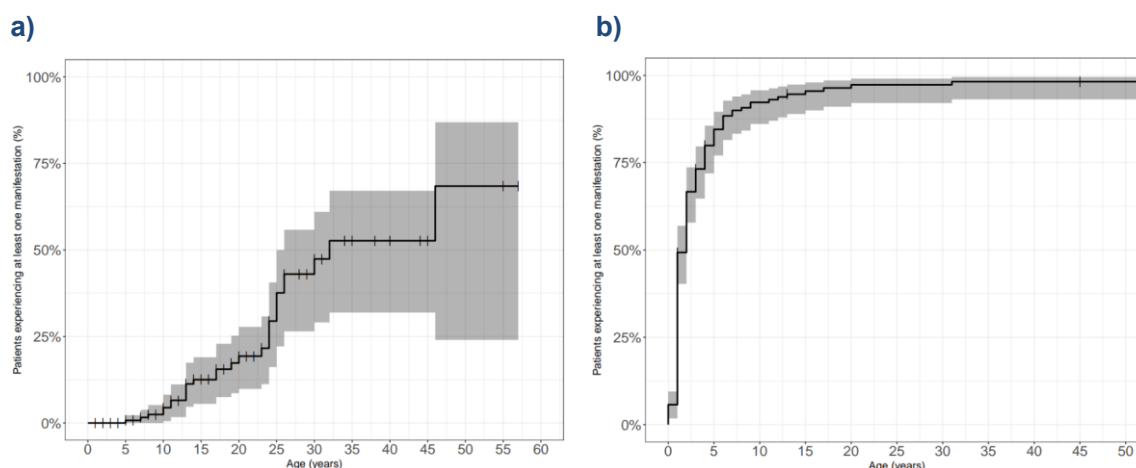 a)
b)
Patients experiencing at least one manifestation (%)
100%
75%
50%
25%
0%
0 5 10 15 20 25 30 35 40 45 50 55 60
Age (years)
Patients experiencing at least one manifestation (%)
100%
75%
50%
25%
0%
0 5 10 15 20 25 30 35 40 45 50
Age (years)